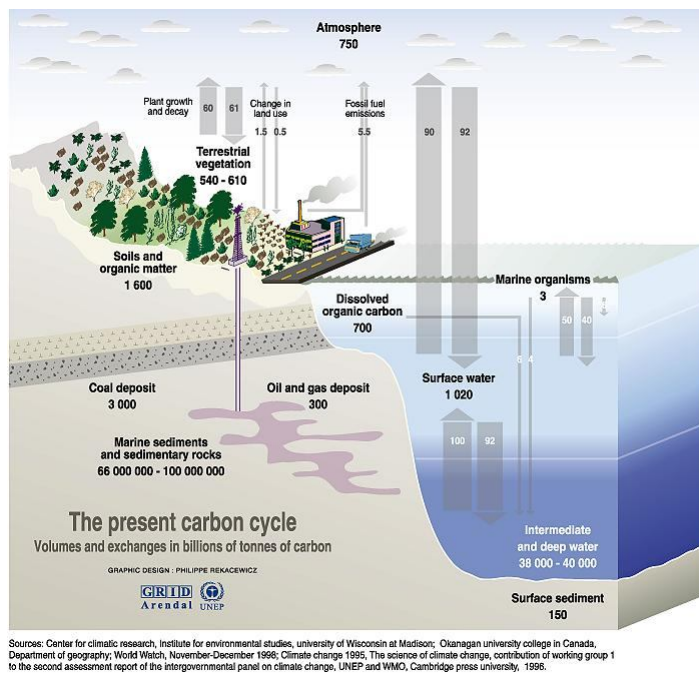 Atmosphere
750
Plant growth
and decay
60
61
Change in
land use
1.5
0.5
Fossil fuel
emissions
5.5
90
92
Terrestrial
vegetation
540 - 610
Soils and
organic matter
1 600
Marine organisms
3
Dissolved
organic carbon
700
50
40
6
4
Surface water
1 020
Coal deposit
3 000
Oil and gas deposit
300
100
92
Marine sediments
and sedimentary rocks
66 000 000 - 100 000 000
The present carbon cycle
Volumes and exchanges in billions of tonnes of carbon
GRAPHIC DESIGN : PHILIPPE REKACEWICZ
GRID
Arendal
UNEP
Intermediate
and deep water
38 000 - 40 000
Surface sediment
150
Sources: Center for climatic research, Institute for environmental studies, university of Wisconsin at Madison; Okanagan university college in Canada,
Department of geography; World Watch, November-December 1998; Climate change 1995, The science of climate change, contribution of working group 1
to the second assessment report of the intergovernmental panel on climate change, UNEP and WMO, Cambridge press university, 1996.